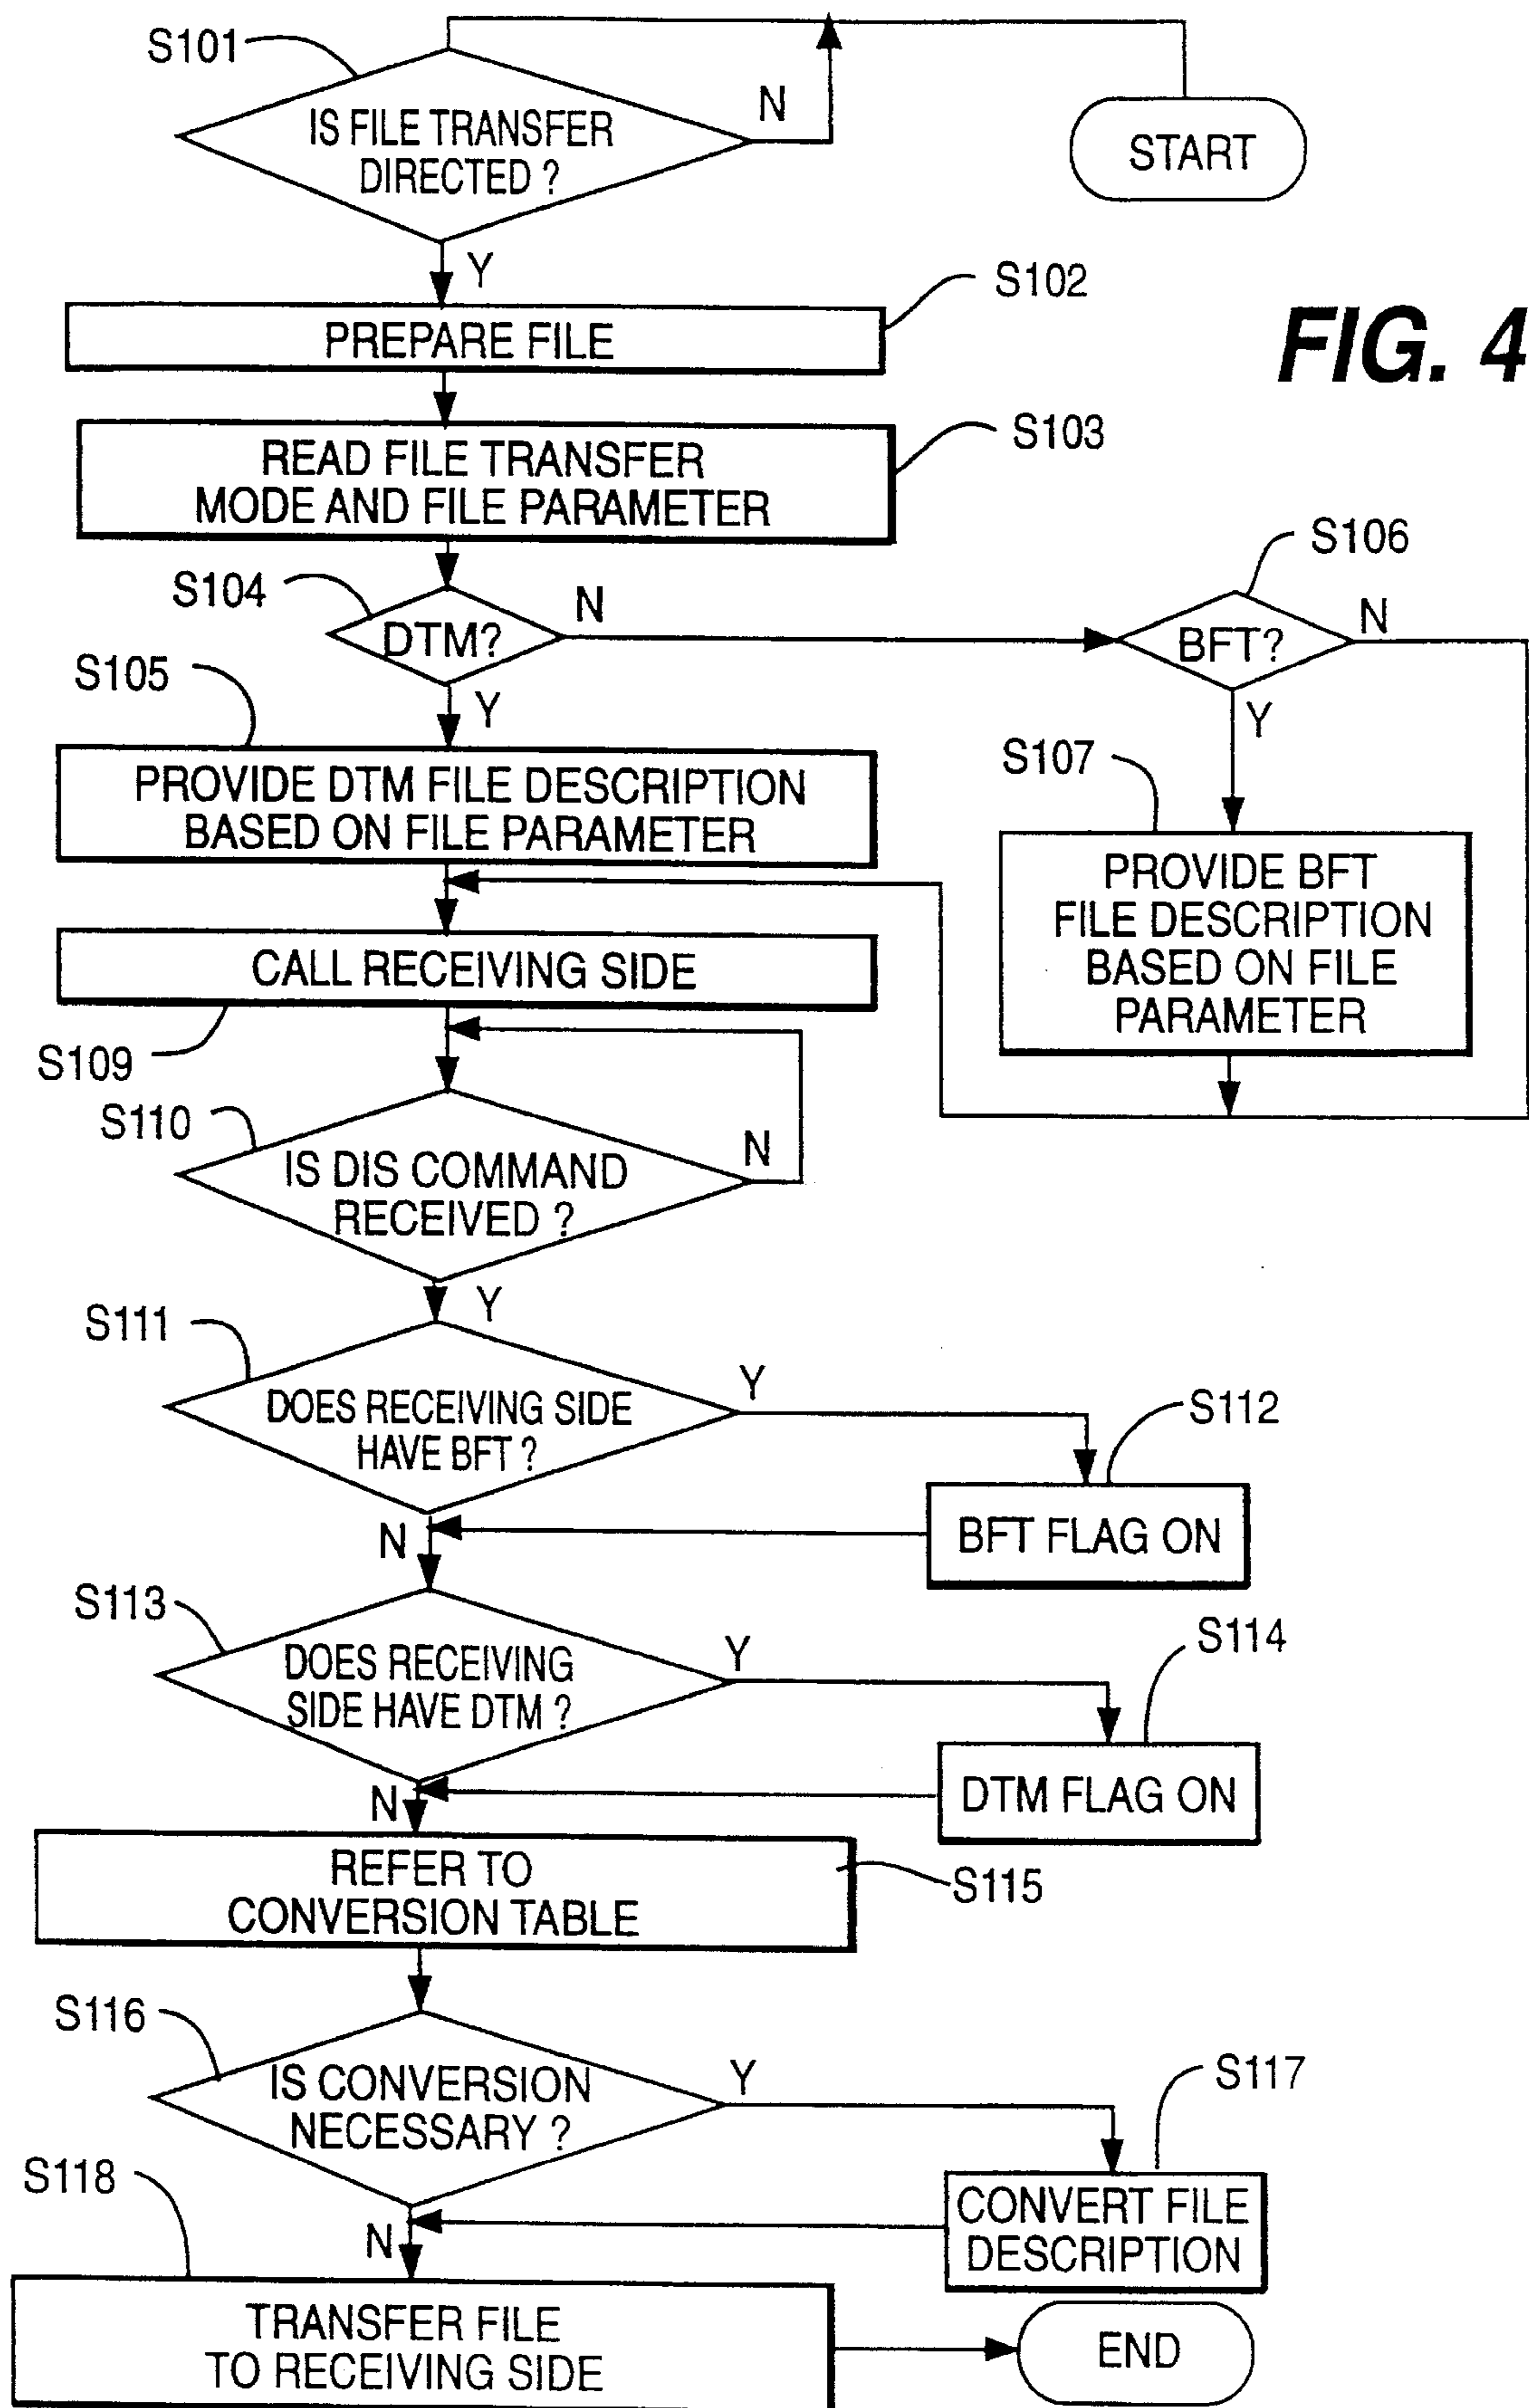 S101
IS FILE TRANSFER
DIRECTED ?
N
START
Y
S102
PREPARE FILE
FIG. 4
S103
READ FILE TRANSFER
MODE AND FILE PARAMETER
S104
DTM?
N
S106
BFT?
N
S105
Y
Y
S107
PROVIDE DTM FILE DESCRIPTION
BASED ON FILE PARAMETER
PROVIDE BFT
FILE DESCRIPTION
BASED ON FILE
PARAMETER
CALL RECEIVING SIDE
S109
S110
IS DIS COMMAND
RECEIVED ?
N
Y
S111
DOES RECEIVING SIDE
HAVE BFT ?
Y
S112
BFT FLAG ON
N
S113
DOES RECEIVING
SIDE HAVE DTM ?
Y
S114
DTM FLAG ON
N
REFER TO
CONVERSION TABLE
S115
S116
IS CONVERSION
NECESSARY ?
Y
S117
CONVERT FILE
DESCRIPTION
N
S118
TRANSFER FILE
TO RECEIVING SIDE
END